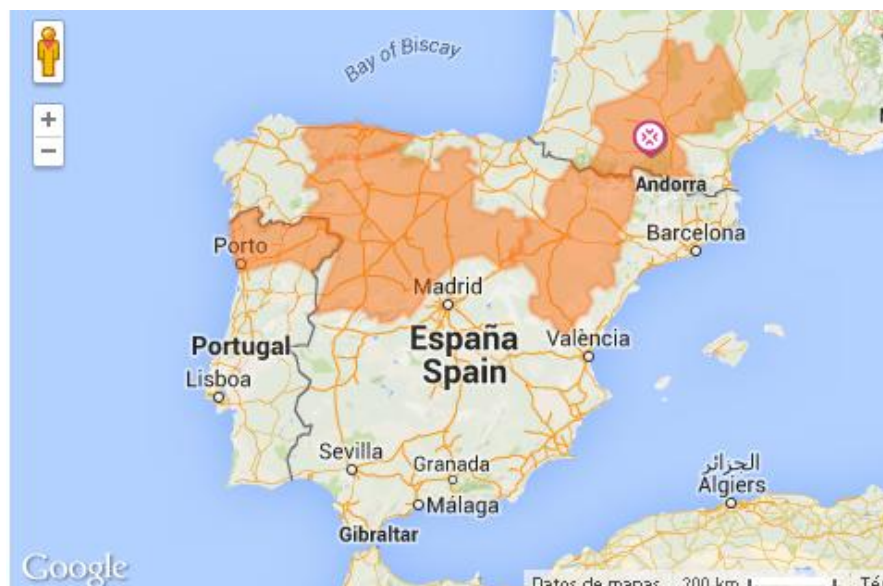 +
−
Bay of Biscay
Andorra
Porto
Barcelona
Madrid
España
Spain
Portugal
València
Lisboa
Sevilla
Granada
الجزائر
Algiers
Málaga
Gibraltar
Google
Datos de mapas 200 km